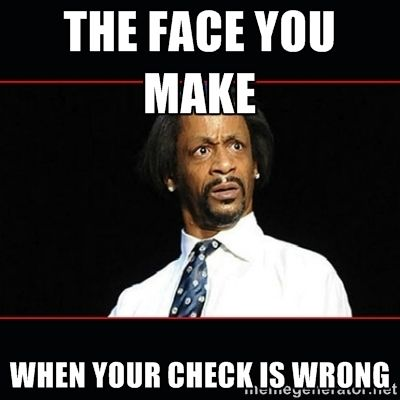 THE FACE YOU
MAKE
WHEN YOUR CHECK IS WRONG
memegenerator.net